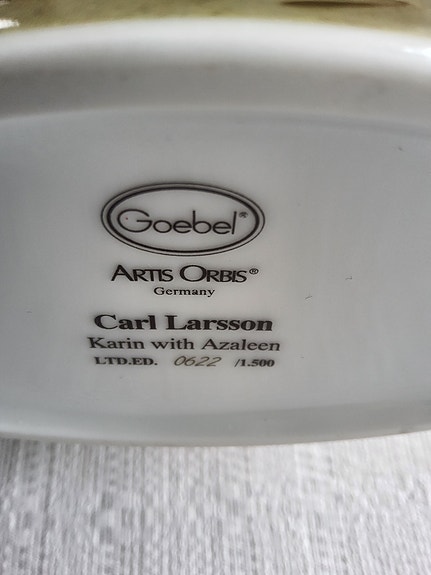 Goebel®
ARTIS ORBIS®
Germany
Carl Larsson
Karin with Azaleen
LTD.ED. 0622 /1.500